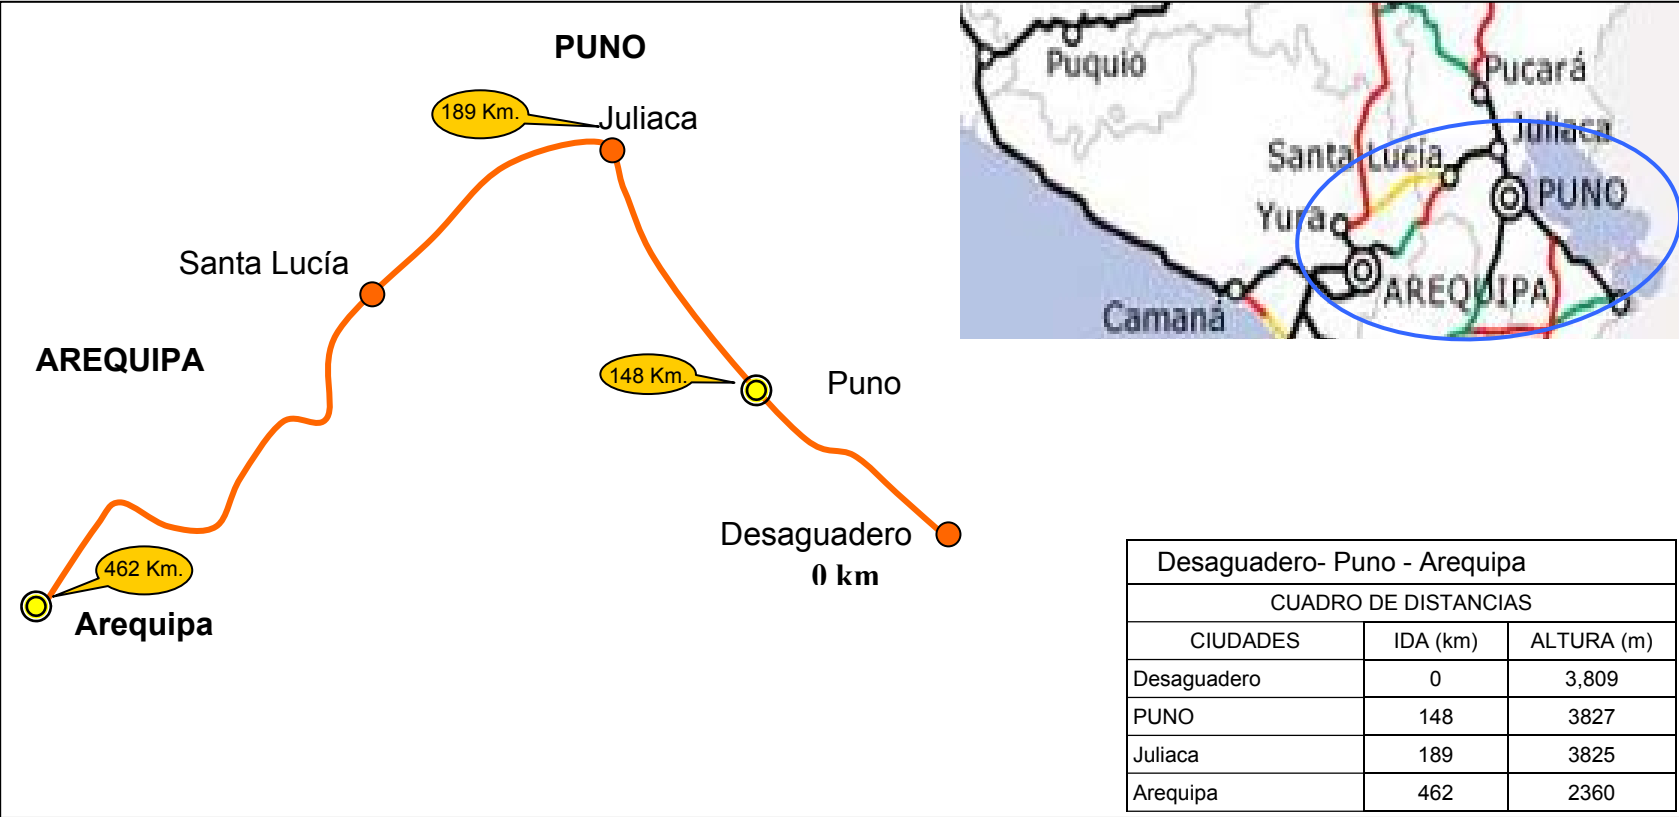 PUNO
189 Km.
Juliaca
Santa Lucía
AREQUIPA
148 Km.
Puno
Desaguadero
0 km
462 Km.
Arequipa
Puquio
Pucará
Juliaca
Santa Lucía
PUNO
Yura
AREQUIPA
Camaná
Desaguadero- Puno - Arequipa
CUADRO DE DISTANCIAS
CIUDADES IDA (km) ALTURA (m)
Desaguadero 0 3,809
PUNO 148 3827
Juliaca 189 3825
Arequipa 462 2360